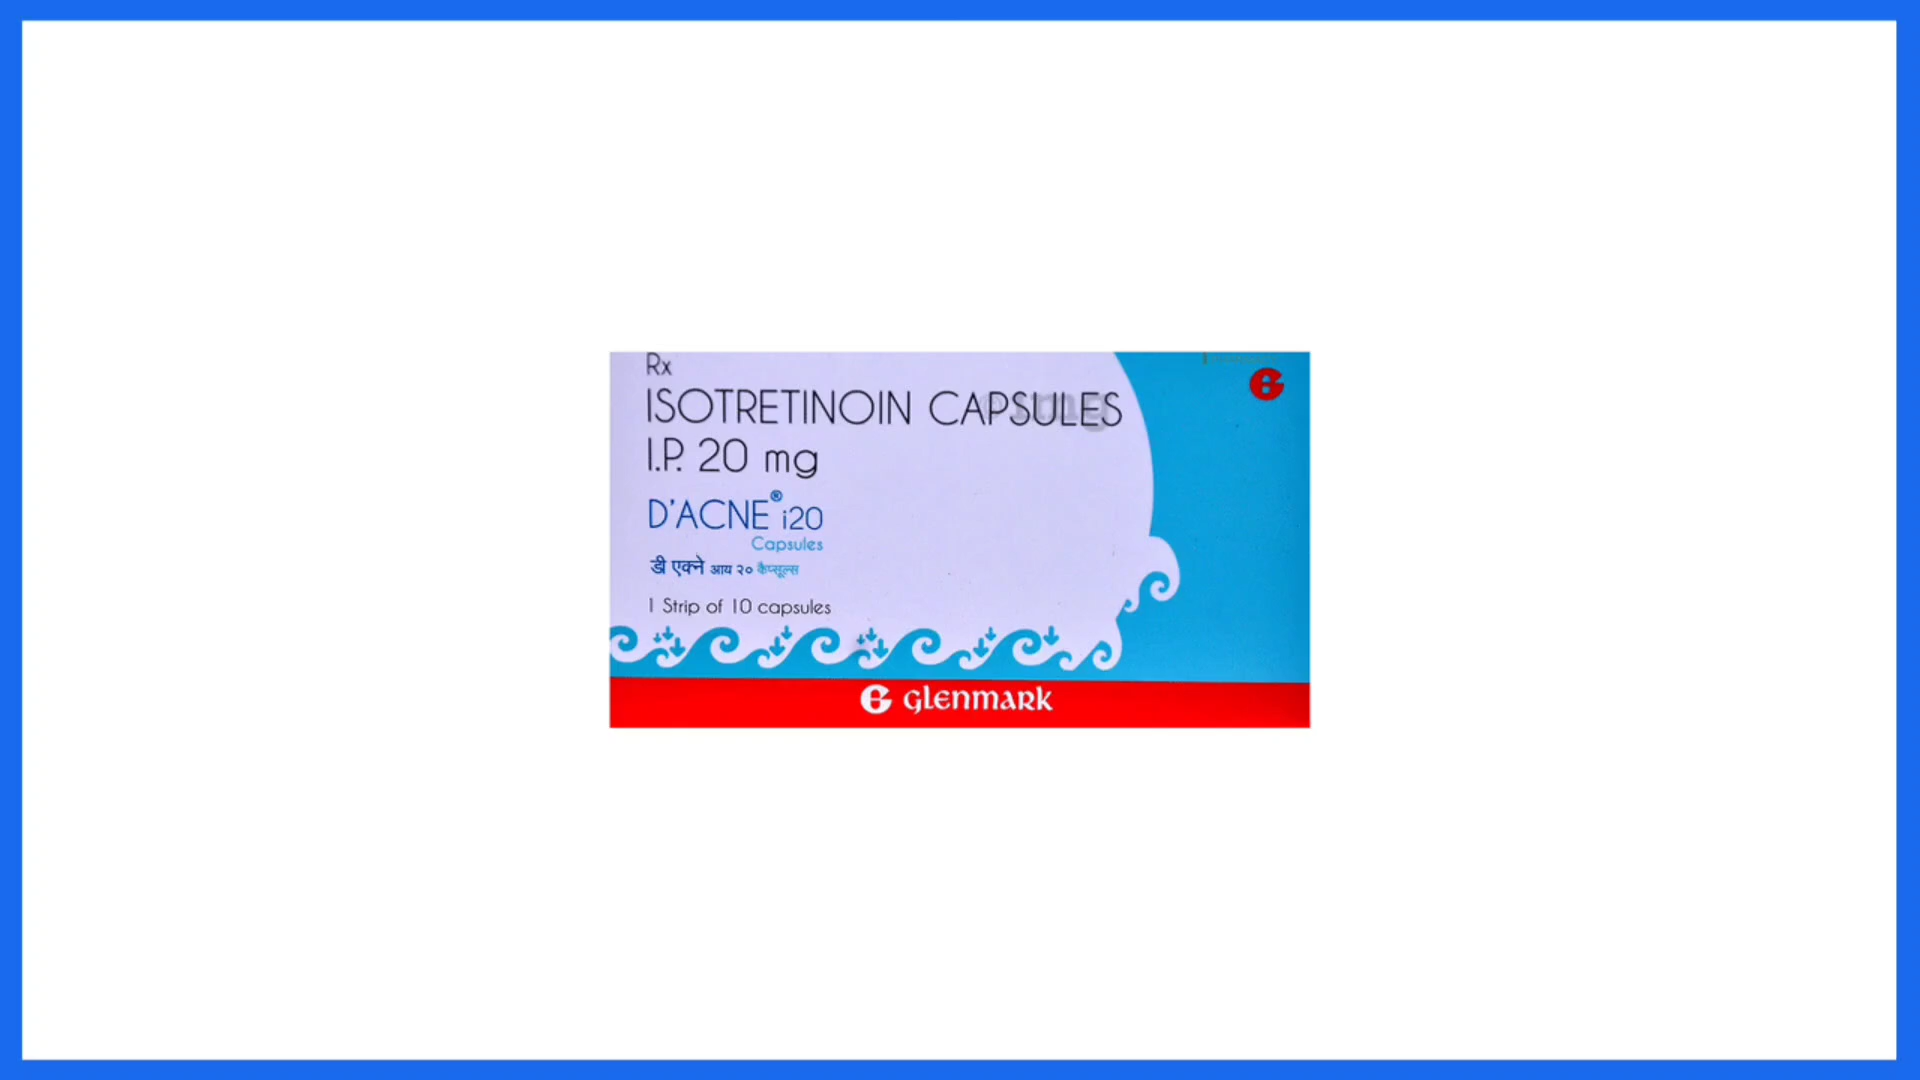 Rx
ISOTRETINOIN CAPSULES
I.P. 20 mg
D'ACNE® i20
Capsules
डी एक्ने आय २० कैप्सूल्स
1 Strip of 10 capsules
glenmark